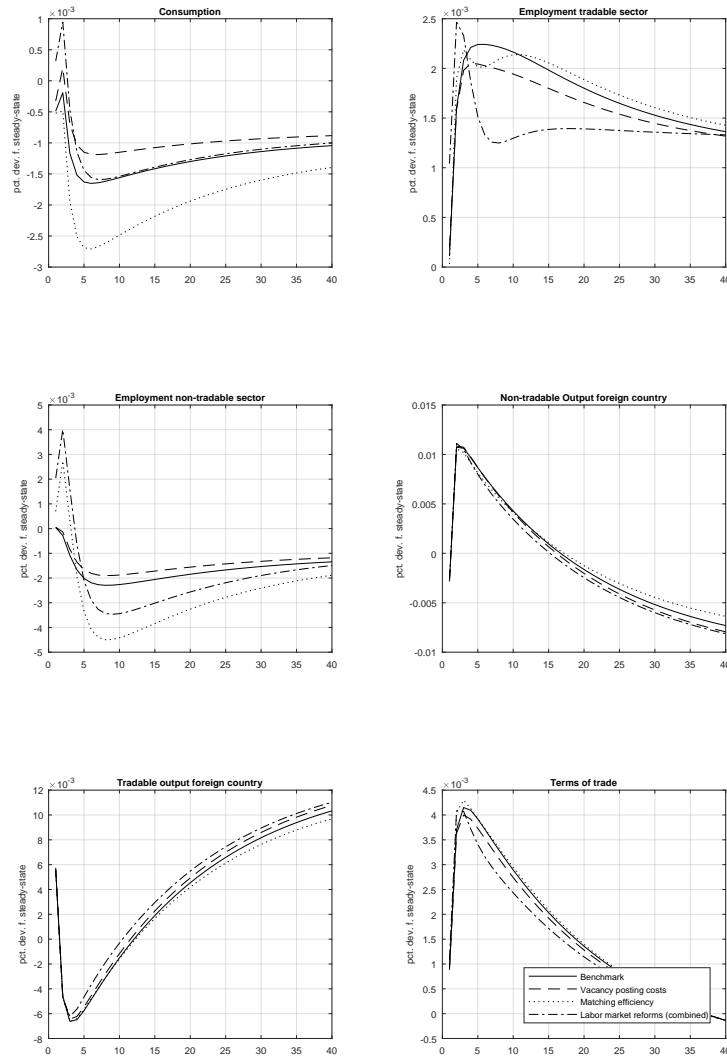 Consumption
×10⁻³
pct. dev. f. steady-state
1
0.5
0
-0.5
-1
-1.5
-2
-2.5
-3
0 5 10 15 20 25 30 35 40
Employment tradable sector
×10⁻³
pct. dev. f. steady-state
2.5
2
1.5
1
0.5
0
0 5 10 15 20 25 30 35 40
Employment non-tradable sector
×10⁻³
pct. dev. f. steady-state
5
4
3
2
1
0
-1
-2
-3
-4
-5
0 5 10 15 20 25 30 35 40
Non-tradable Output foreign country
pct. dev. f. steady-state
0.015
0.01
0.005
0
-0.005
-0.01
0 5 10 15 20 25 30 35 40
Tradable output foreign country
×10⁻³
pct. dev. f. steady-state
12
10
8
6
4
2
0
-2
-4
-6
-8
0 5 10 15 20 25 30 35 40
Terms of trade
×10⁻³
pct. dev. f. steady-state
4.5
4
3.5
3
2.5
2
1.5
1
0.5
0
-0.5
0 5 10 15 20 25 30 35 40
Benchmark
Vacancy posting costs
Matching efficiency
Labor market reforms (combined)